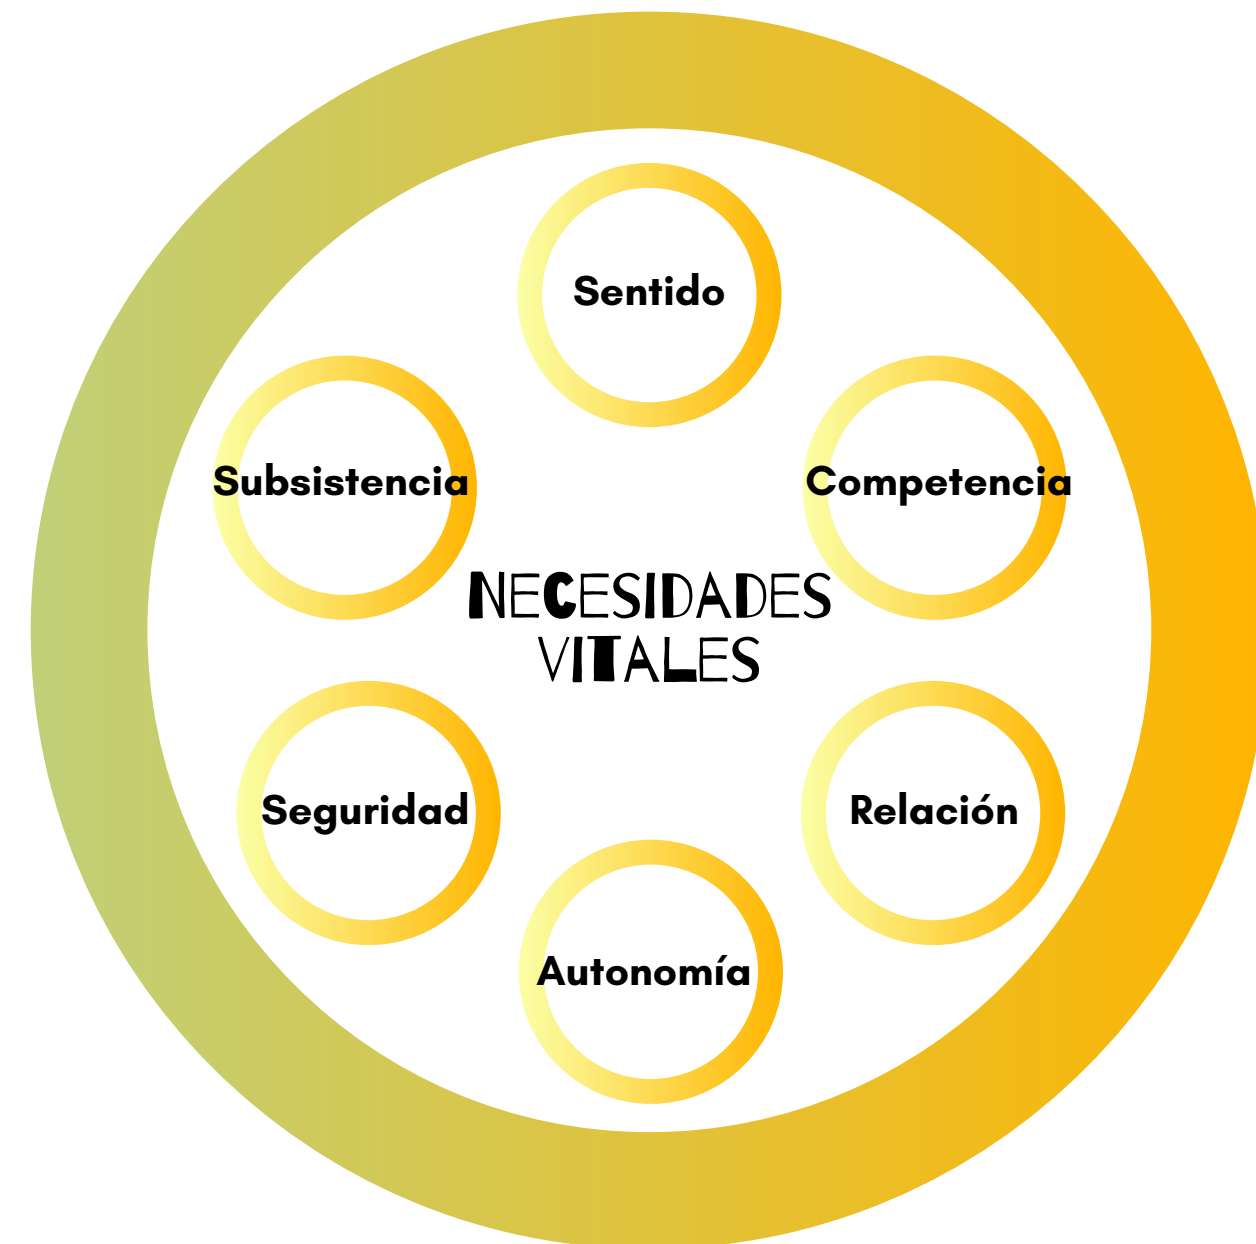 Sentido
Subsistencia
Competencia
NECESIDADES
VITALES
Seguridad
Relación
Autonomía